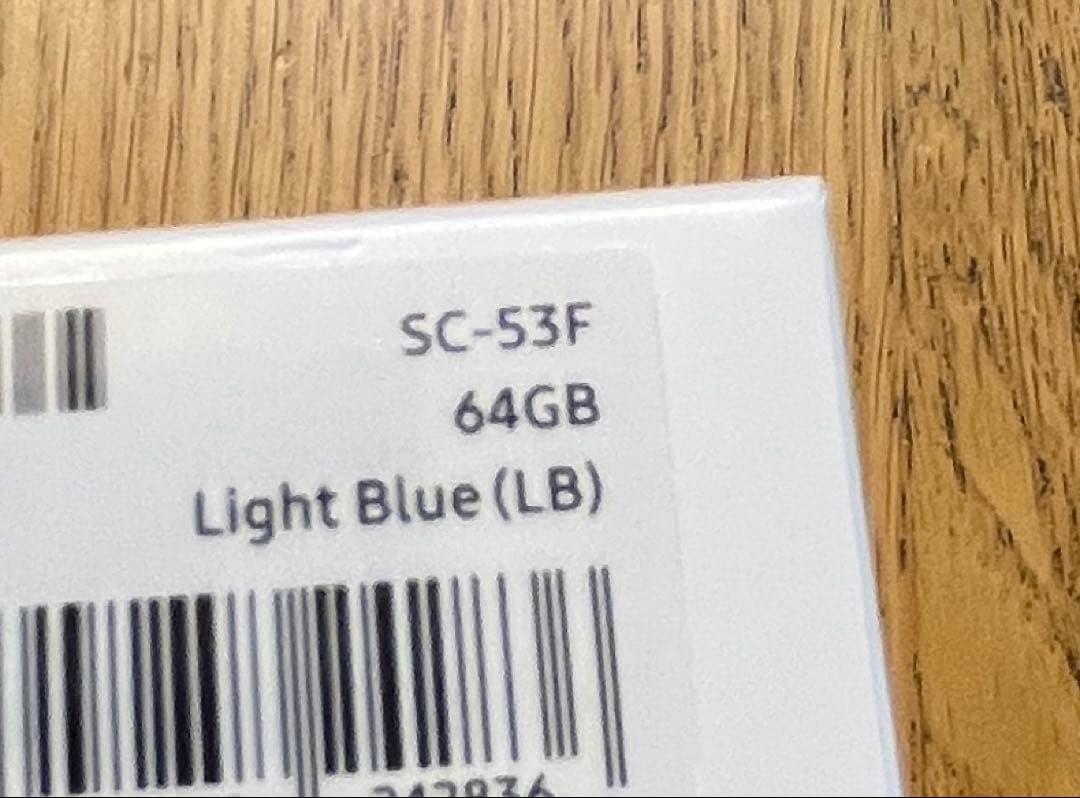 SC-53F
64GB
Light Blue (LB)